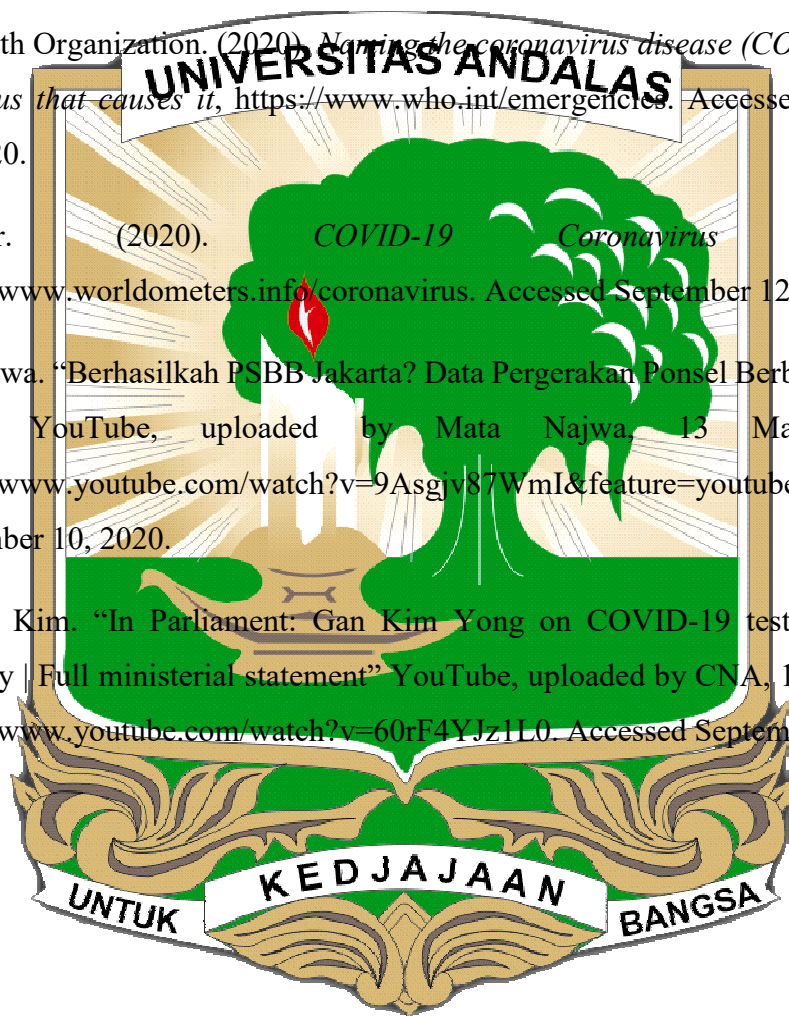 UNIVERSITAS ANDALAS
th Organization. (2020). Naming the coronavirus disease (CO
us that causes it, https://www.who.int/emergencies. Accesse
20.
r. (2020). COVID-19 Coronavirus
www.worldometers.info/coronavirus. Accessed September 12
wa. “Berhasilkah PSBB Jakarta? Data Pergerakan Ponsel Berb
YouTube, uploaded by Mata Najwa, 13 Ma
www.youtube.com/watch?v=9Asgjv87WmI&feature=youtube
ber 10, 2020.
Kim. “In Parliament: Gan Kim Yong on COVID-19 test
y | Full ministerial statement” YouTube, uploaded by CNA, 1
www.youtube.com/watch?v=60rF4YJz1L0. Accessed Septem
UNTUK KEDJAJAAN BANGSA